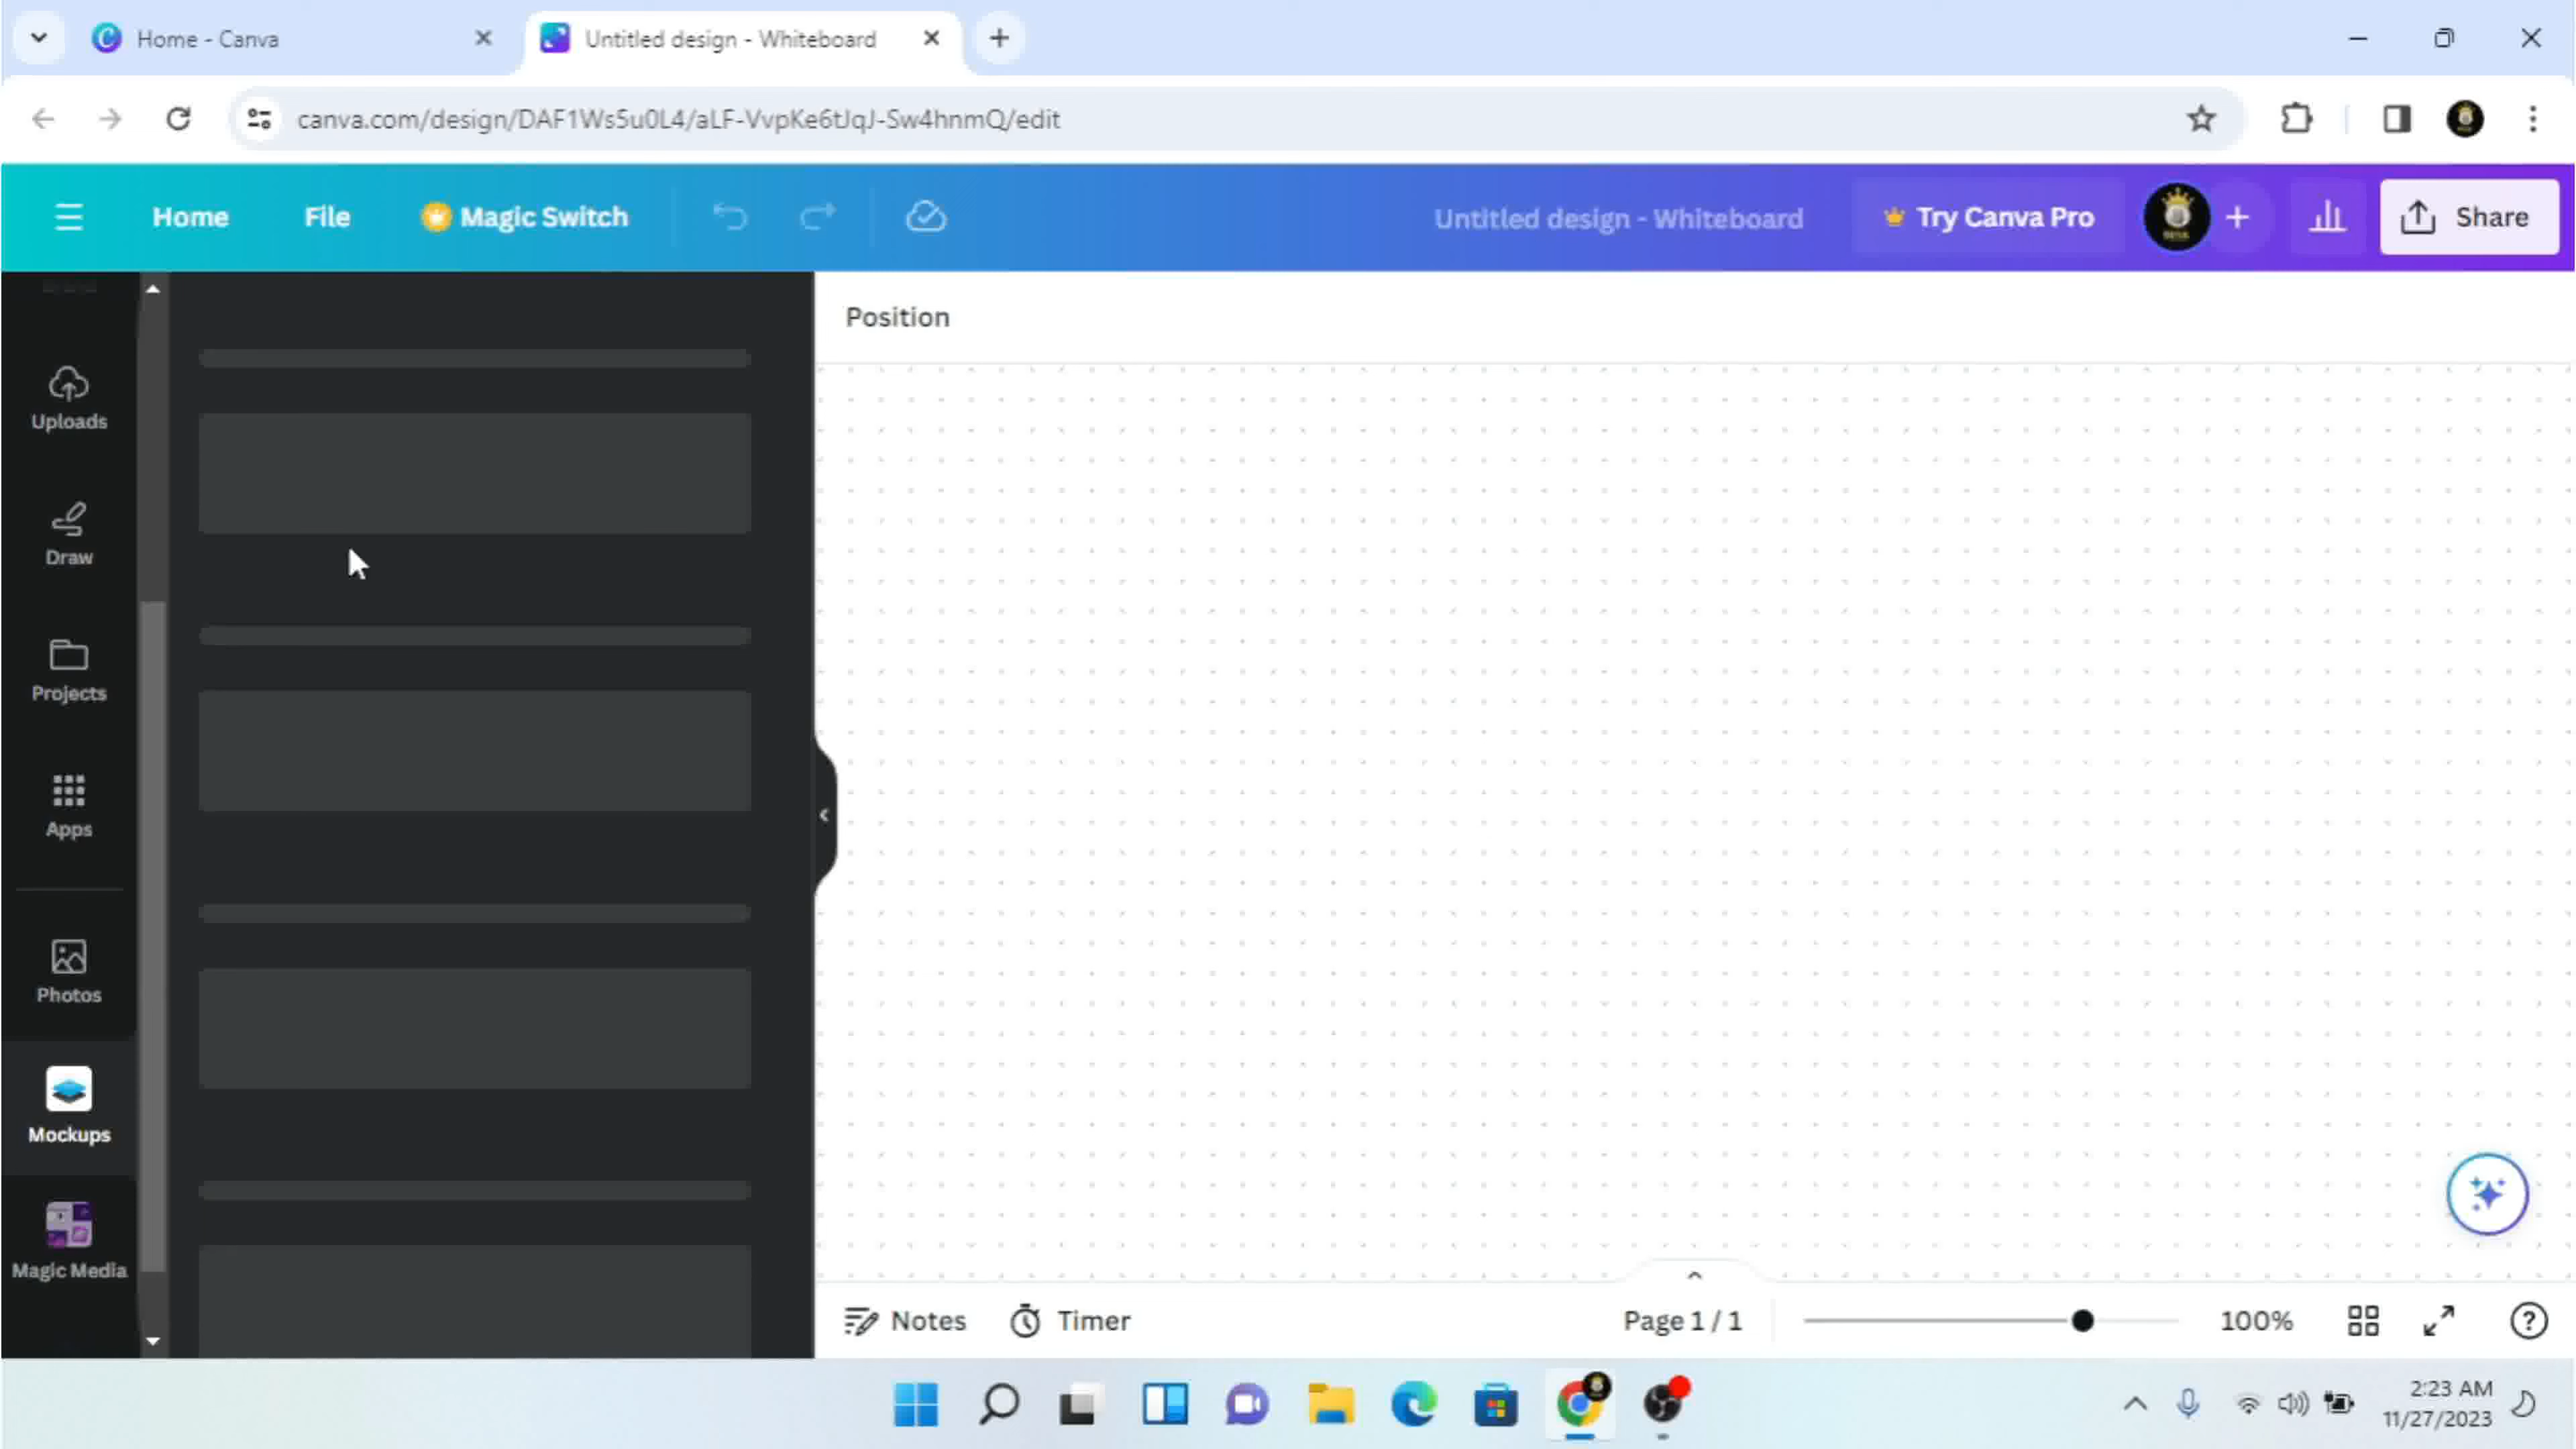 Home - Canva
Untitled design - Whiteboard
canva.com/design/DAF1Ws5u0L4/aLF-VvpKe6tJqJ-Sw4hnmQ/edit
Home
File
Magic Switch
Untitled design - Whiteboard
Try Canva Pro
Share
Position
Uploads
Draw
Projects
Apps
Photos
Mockups
Magic Media
Notes
Timer
Page 1 / 1
100%
2:23 AM
11/27/2023